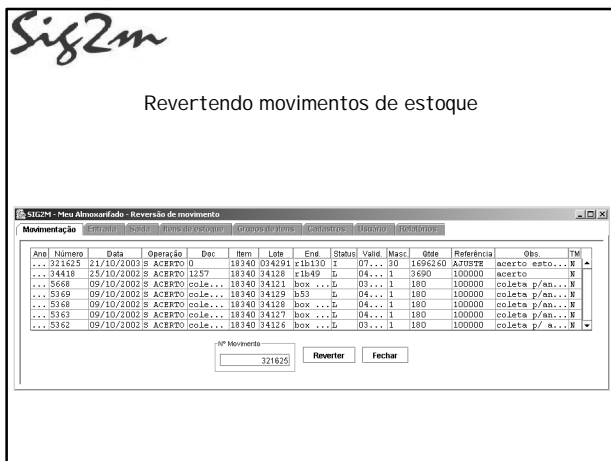 Sig2m
Revertendo movimentos de estoque
SIG2M - Meu Almoxarifado - Reversão de movimento
Movimentação Entrada Saída Itens de estoque Grupos de itens Cadastros Usuário Relatórios
Ano Número Data Operação Doc Item Lote End. Status Valid. Masc. Qtde Referência Obs. TM
... 321625 21/10/2003 S ACERTO 0 18340 034291 r1b130 I 07... 30 1696260 AJUSTE acerto esto... N
... 34418 25/10/2002 S ACERTO 1257 18340 34128 r1b49 L 04... 1 3690 100000 acerto N
... 5668 09/10/2002 S ACERTO cole... 18340 34121 box ... L 03... 1 180 100000 coleta p/an... N
... 5369 09/10/2002 S ACERTO cole... 18340 34129 b53 L 04... 1 180 100000 coleta p/an... N
... 5368 09/10/2002 S ACERTO cole... 18340 34128 box ... L 04... 1 180 100000 coleta p/an... N
... 5363 09/10/2002 S ACERTO cole... 18340 34127 box ... L 04... 1 180 100000 coleta p/an... N
... 5362 09/10/2002 S ACERTO cole... 18340 34126 box ... L 03... 1 180 100000 coleta p/ a... N
Nº Movimento
321625 Reverter Fechar